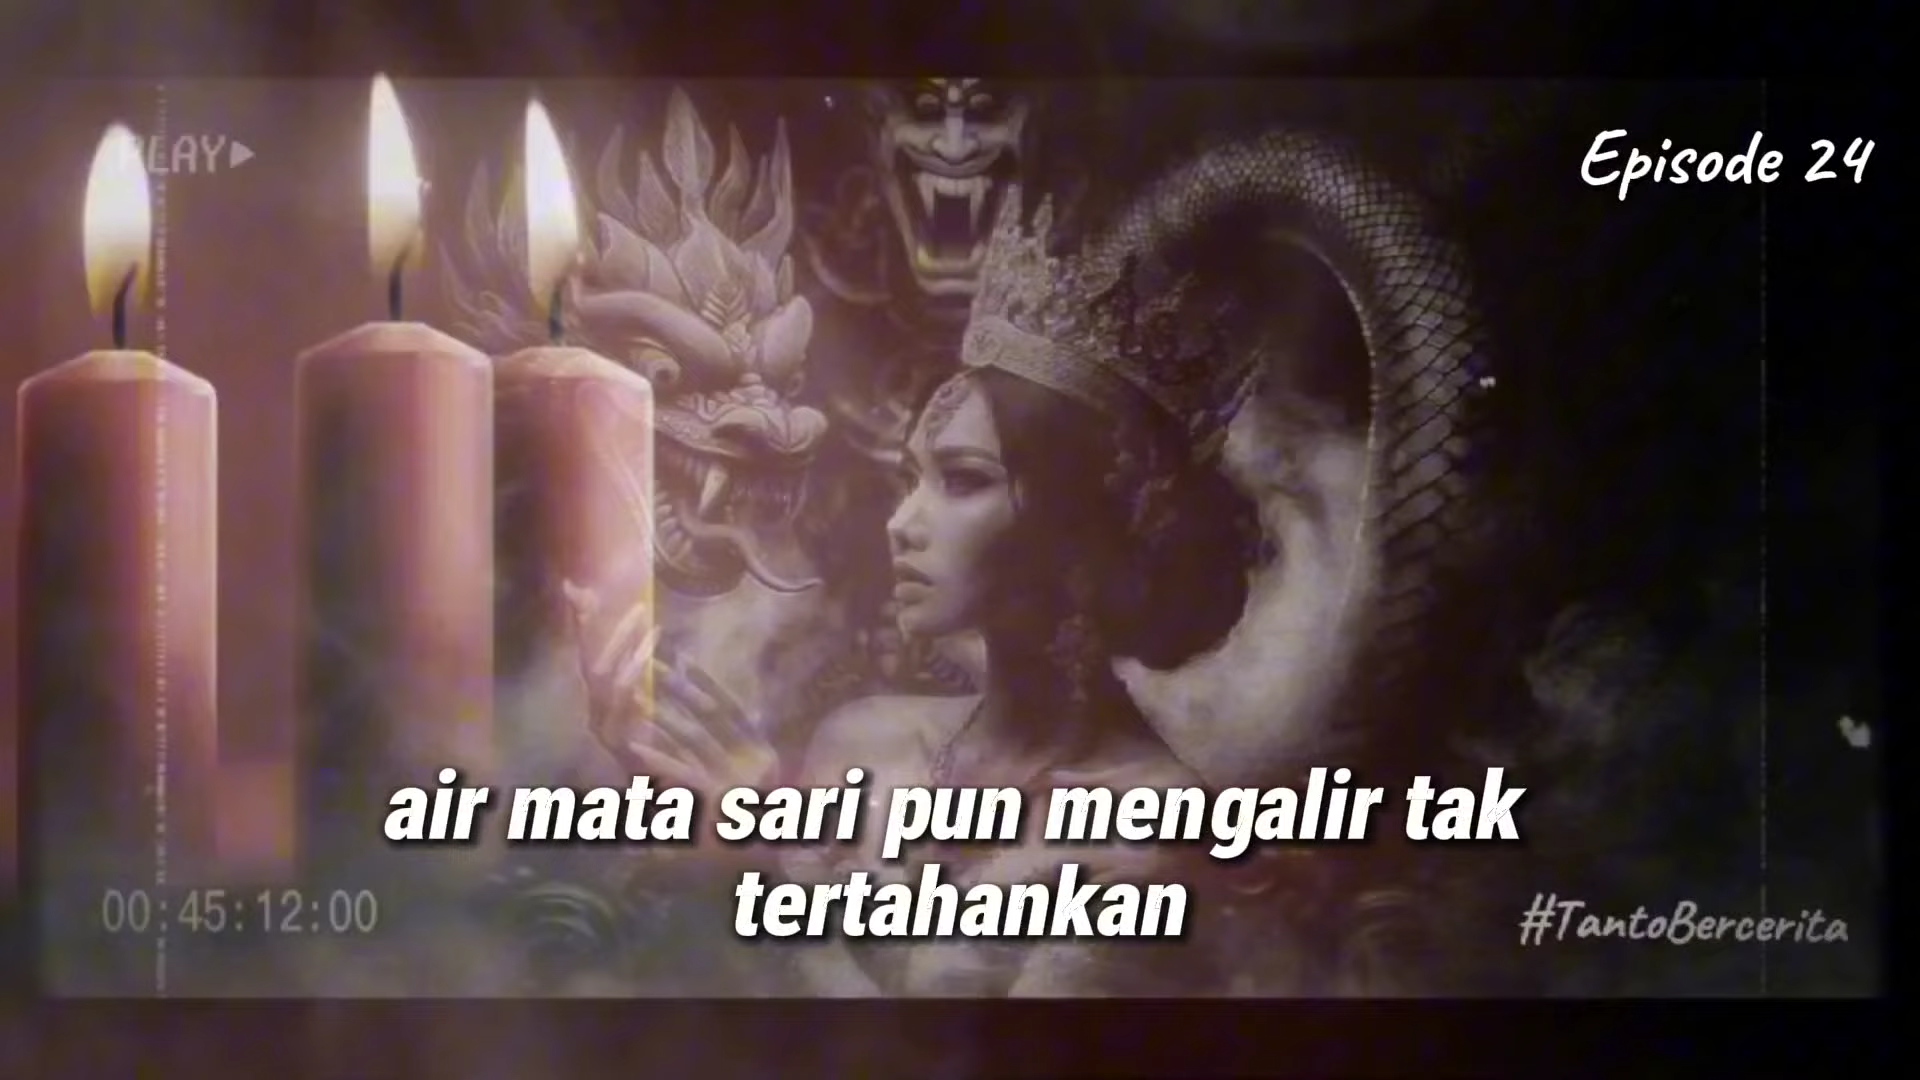 PLAY
Episode 24
air mata sari pun mengalir tak
tertahankan
00:45:12:00
#TantoBercerita